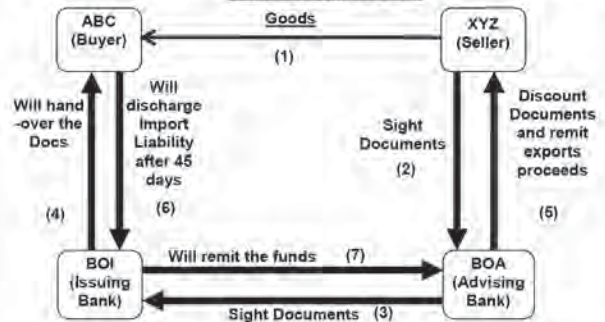 ABC
(Buyer)
Goods
(1)
XYZ
(Seller)
Will hand
-over the
Docs
(4)
Will
discharge
Import
Liability
after 45
days
(6)
Sight
Documents
(2)
Discount
Documents
and remit
exports
proceeds
(5)
BOI
(Issuing
Bank)
Will remit the funds (7)
Sight Documents (3)
BOA
(Advising
Bank)